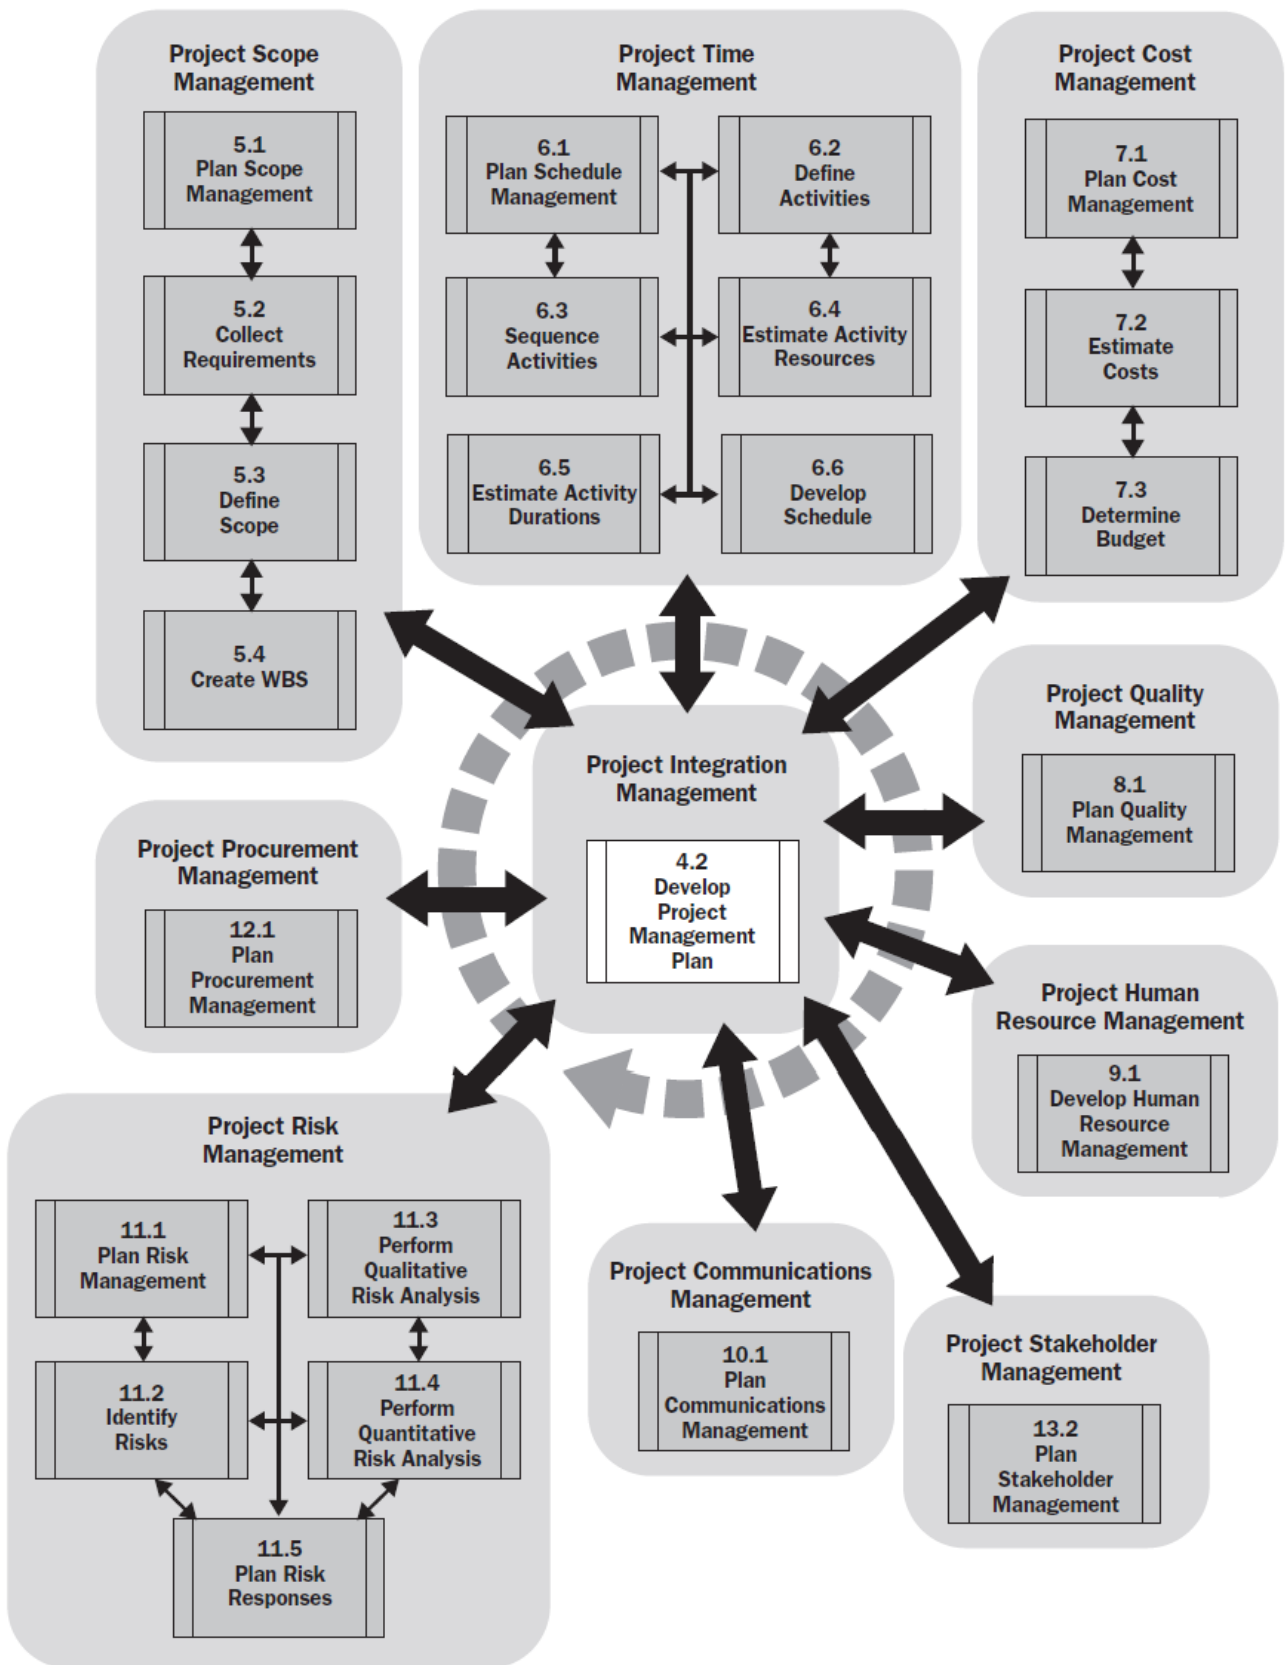 Project Scope
Management
5.1
Plan Scope
Management
5.2
Collect
Requirements
5.3
Define
Scope
5.4
Create WBS
Project Time
Management
6.1
Plan Schedule
Management
6.2
Define
Activities
6.3
Sequence
Activities
6.4
Estimate Activity
Resources
6.5
Estimate Activity
Durations
6.6
Develop
Schedule
Project Cost
Management
7.1
Plan Cost
Management
7.2
Estimate
Costs
7.3
Determine
Budget
Project Integration
Management
4.2
Develop
Project
Management
Plan
Project Quality
Management
8.1
Plan Quality
Management
Project Procurement
Management
12.1
Plan
Procurement
Management
Project Human
Resource Management
9.1
Develop Human
Resource
Management
Project Risk
Management
11.1
Plan Risk
Management
11.3
Perform
Qualitative
Risk Analysis
11.2
Identify
Risks
11.4
Perform
Quantitative
Risk Analysis
11.5
Plan Risk
Responses
Project Communications
Management
10.1
Plan
Communications
Management
Project Stakeholder
Management
13.2
Plan
Stakeholder
Management